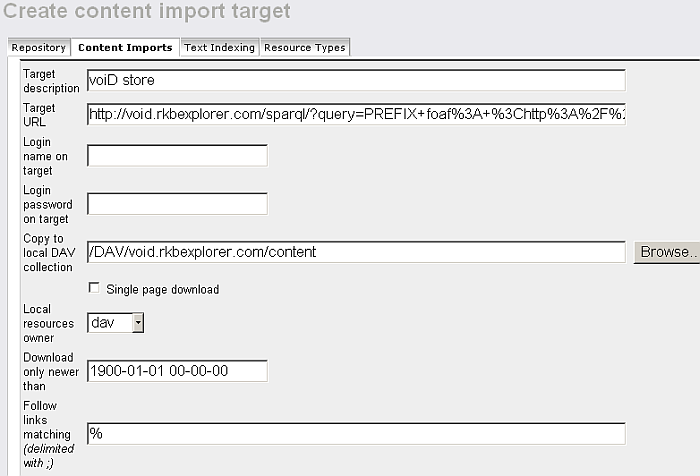 Create content import target
Repository Content Imports Text Indexing Resource Types
Target
description
voiD store
Target
URL
http://void.rkbexplorer.com/sparql/?query=PREFIX+foaf%3A+%3Chttp%3A%2F%
Login
name on
target
Login
password
on target
Copy to
local DAV
collection
/DAV/void.rkbexplorer.com/content
Browse..
Single page download
Local
resources
owner
dav
Download
only newer
than
1900-01-01 00-00-00
Follow
links
matching
(delimited
with ;)
%